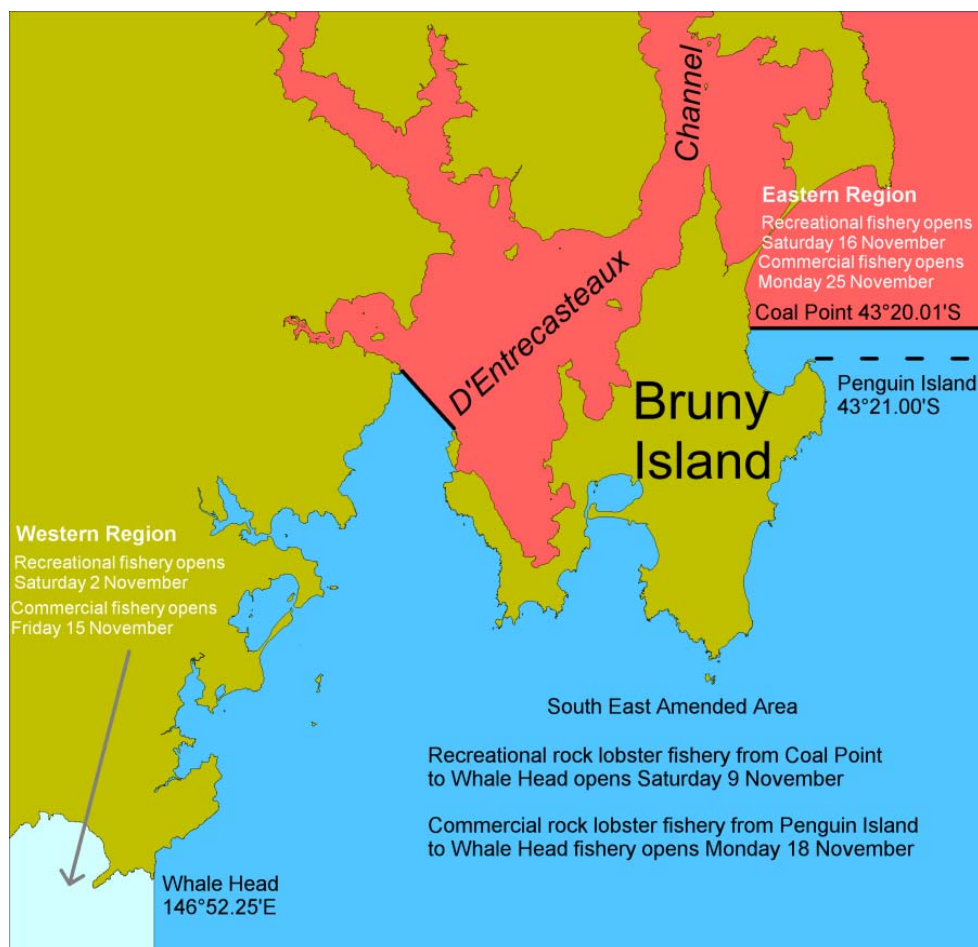 Channel
D'Entrecasteaux
Eastern Region
Recreational fishery opens
Saturday 16 November
Commercial fishery opens
Monday 25 November
Coal Point 43°20.01'S
Penguin Island
43°21.00'S
Bruny
Island
Western Region
Recreational fishery opens
Saturday 2 November
Commercial fishery opens
Friday 15 November
South East Amended Area
Recreational rock lobster fishery from Coal Point
to Whale Head opens Saturday 9 November
Commercial rock lobster fishery from Penguin Island
to Whale Head fishery opens Monday 18 November
Whale Head
146°52.25'E